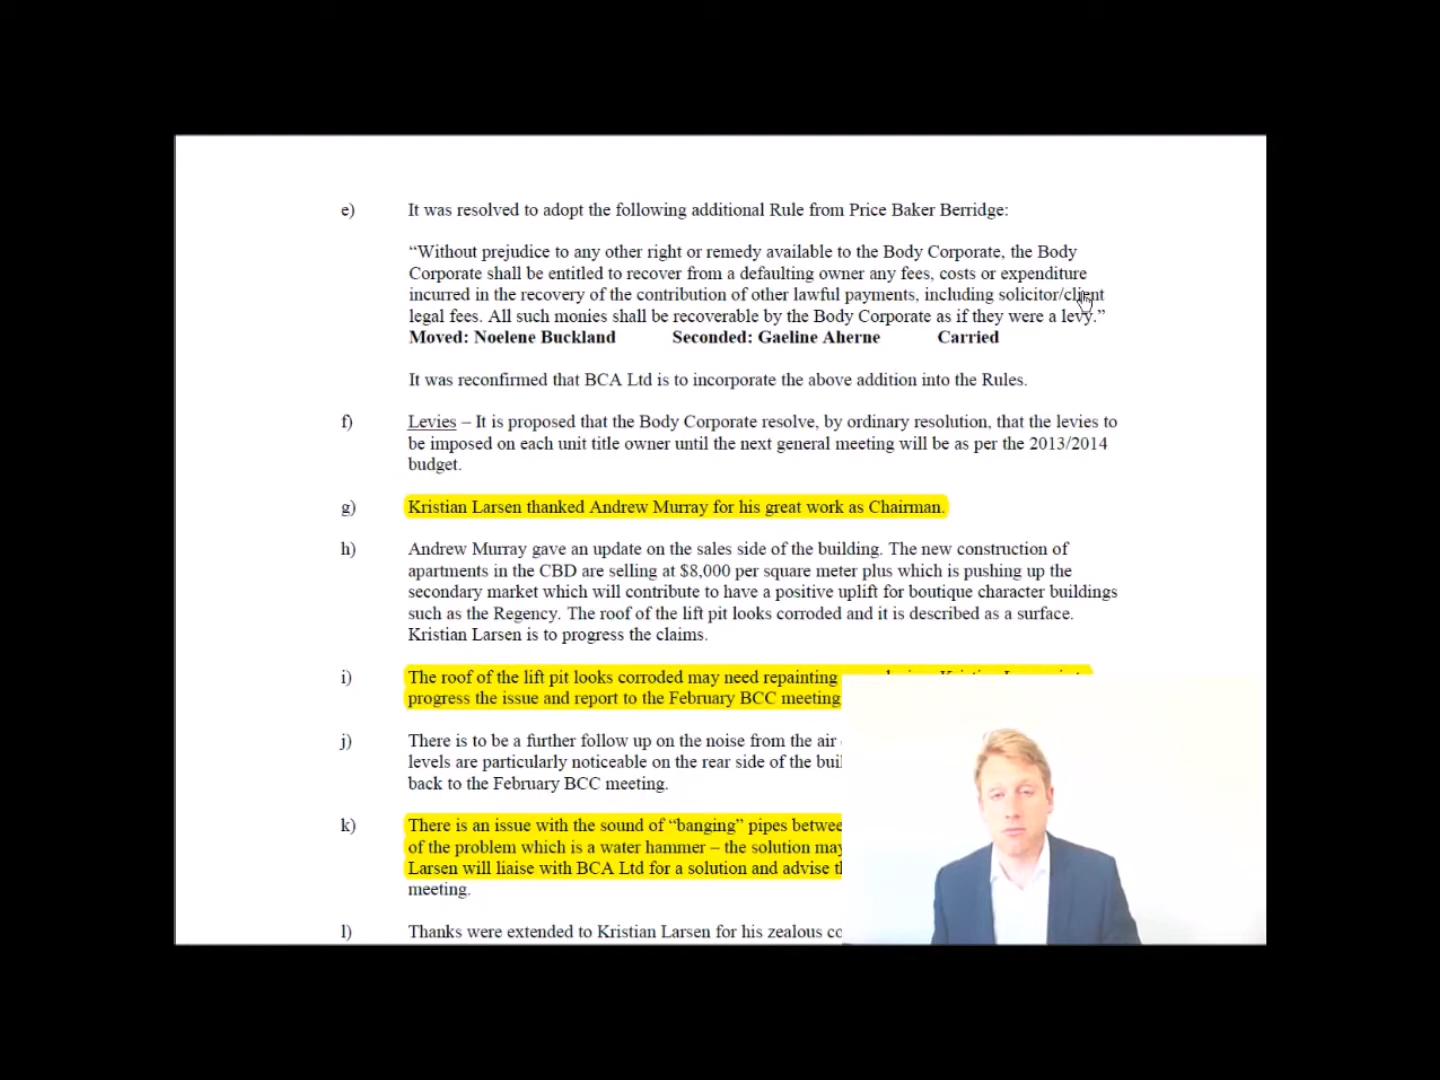 e) It was resolved to adopt the following additional Rule from Price Baker Berridge:
“Without prejudice to any other right or remedy available to the Body Corporate, the Body
Corporate shall be entitled to recover from a defaulting owner any fees, costs or expenditure
incurred in the recovery of the contribution of other lawful payments, including solicitor/client
legal fees. All such monies shall be recoverable by the Body Corporate as if they were a levy.”
Moved: Noelene Buckland Seconded: Gaeline Aherne Carried
It was reconfirmed that BCA Ltd is to incorporate the above addition into the Rules.
f) Levies – It is proposed that the Body Corporate resolve, by ordinary resolution, that the levies to
be imposed on each unit title owner until the next general meeting will be as per the 2013/2014
budget.
g) Kristian Larsen thanked Andrew Murray for his great work as Chairman.
h) Andrew Murray gave an update on the sales side of the building. The new construction of
apartments in the CBD are selling at $8,000 per square meter plus which is pushing up the
secondary market which will contribute to have a positive uplift for boutique character buildings
such as the Regency. The roof of the lift pit looks corroded and it is described as a surface.
Kristian Larsen is to progress the claims.
i) The roof of the lift pit looks corroded may need repainting
progress the issue and report to the February BCC meeting
j) There is to be a further follow up on the noise from the air
levels are particularly noticeable on the rear side of the
back to the February BCC meeting.
k) There is an issue with the sound of “banging” pipes
of the problem which is a water hammer – the solution may
Larsen will liaise with BCA Ltd for a solution and advise
meeting.
l) Thanks were extended to Kristian Larsen for his zealous